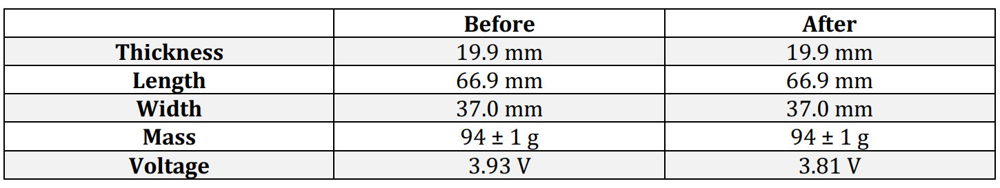 Before After
Thickness 19.9 mm 19.9 mm
Length 66.9 mm 66.9 mm
Width 37.0 mm 37.0 mm
Mass 94 ± 1 g 94 ± 1 g
Voltage 3.93 V 3.81 V